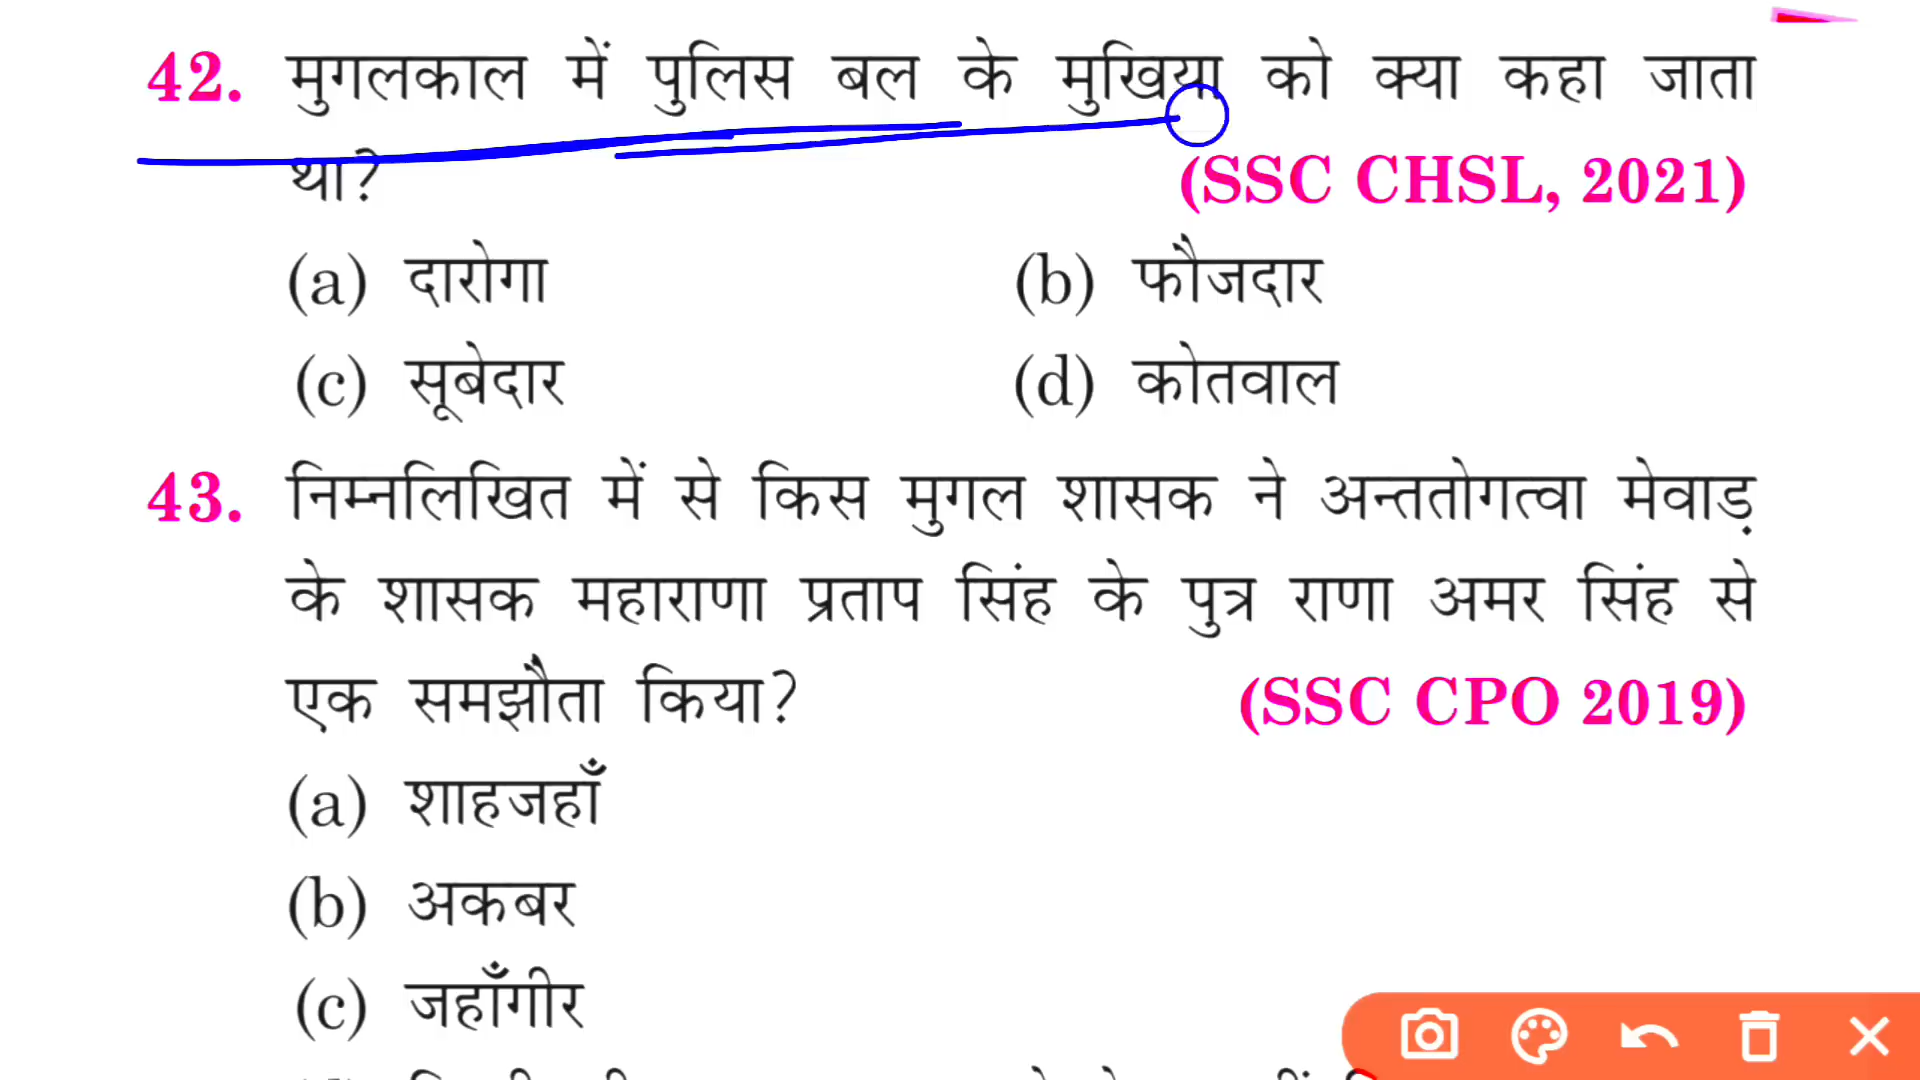 42. मुगलकाल में पुलिस बल के मुखिया को क्या कहा जाता
था? (SSC CHSL, 2021)
(a) दारोगा (b) फौजदार
(c) सूबेदार (d) कोतवाल
43. निम्नलिखित में से किस मुगल शासक ने अन्ततोगत्वा मेवाड़
के शासक महाराणा प्रताप सिंह के पुत्र राणा अमर सिंह से
एक समझौता किया? (SSC CPO 2019)
(a) शाहजहाँ
(b) अकबर
(c) जहाँगीर